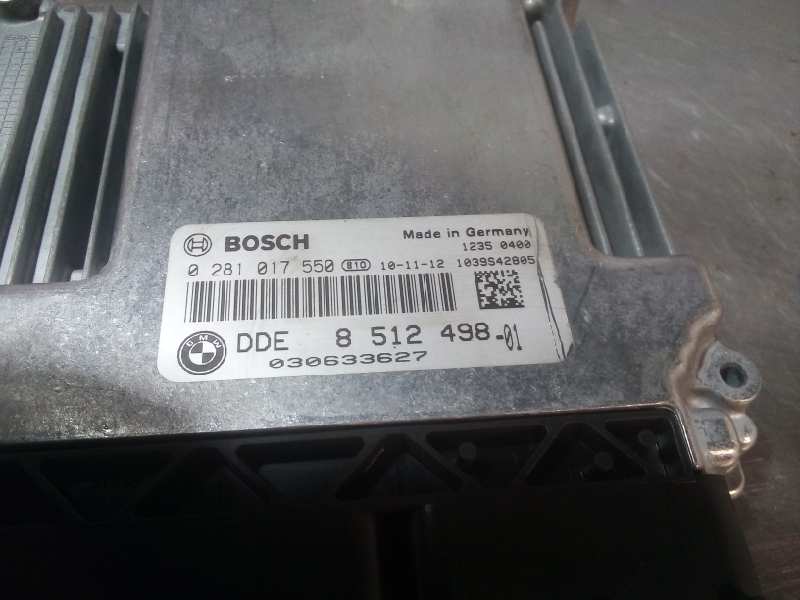 BOSCH
Made in Germany
1235 0400
0 281 017 550 810 10-11-12 1039S42805
BMW
DDE 8 512 498-01
030633627